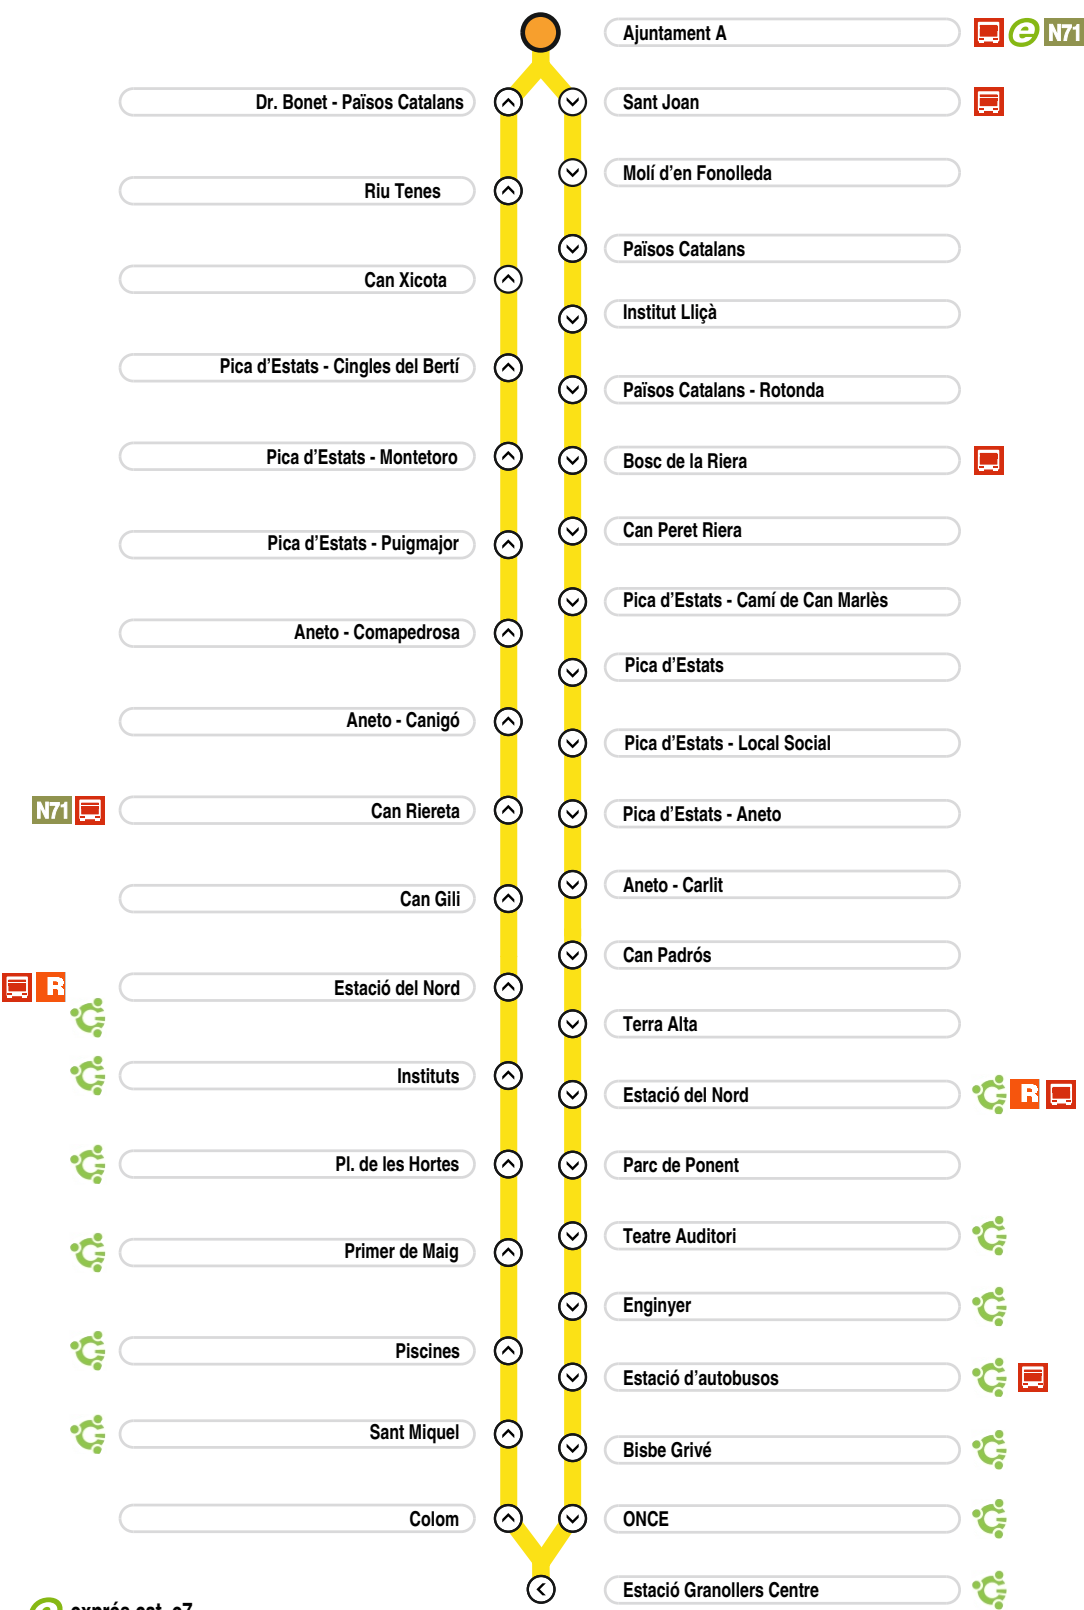 Ajuntament A
e N71
Dr. Bonet - Països Catalans
Sant Joan
Molí d'en Fonolleda
Riu Tenes
Països Catalans
Can Xicota
Institut Lliçà
Pica d'Estats - Cingles del Bertí
Països Catalans - Rotonda
Pica d'Estats - Montetoro
Bosc de la Riera
Can Peret Riera
Pica d'Estats - Puigmajor
Pica d'Estats - Camí de Can Marlès
Aneto - Comapedrosa
Pica d'Estats
Aneto - Canigó
Pica d'Estats - Local Social
N71
Can Riereta
Pica d'Estats - Aneto
Aneto - Carlit
Can Gili
Can Padrós
R
Estació del Nord
Terra Alta
Instituts
Estació del Nord
R
Pl. de les Hortes
Parc de Ponent
Teatre Auditori
Primer de Maig
Enginyer
Piscines
Estació d'autobusos
Sant Miquel
Bisbe Grivé
Colom
ONCE
Estació Granollers Centre
e exprés.cat e7